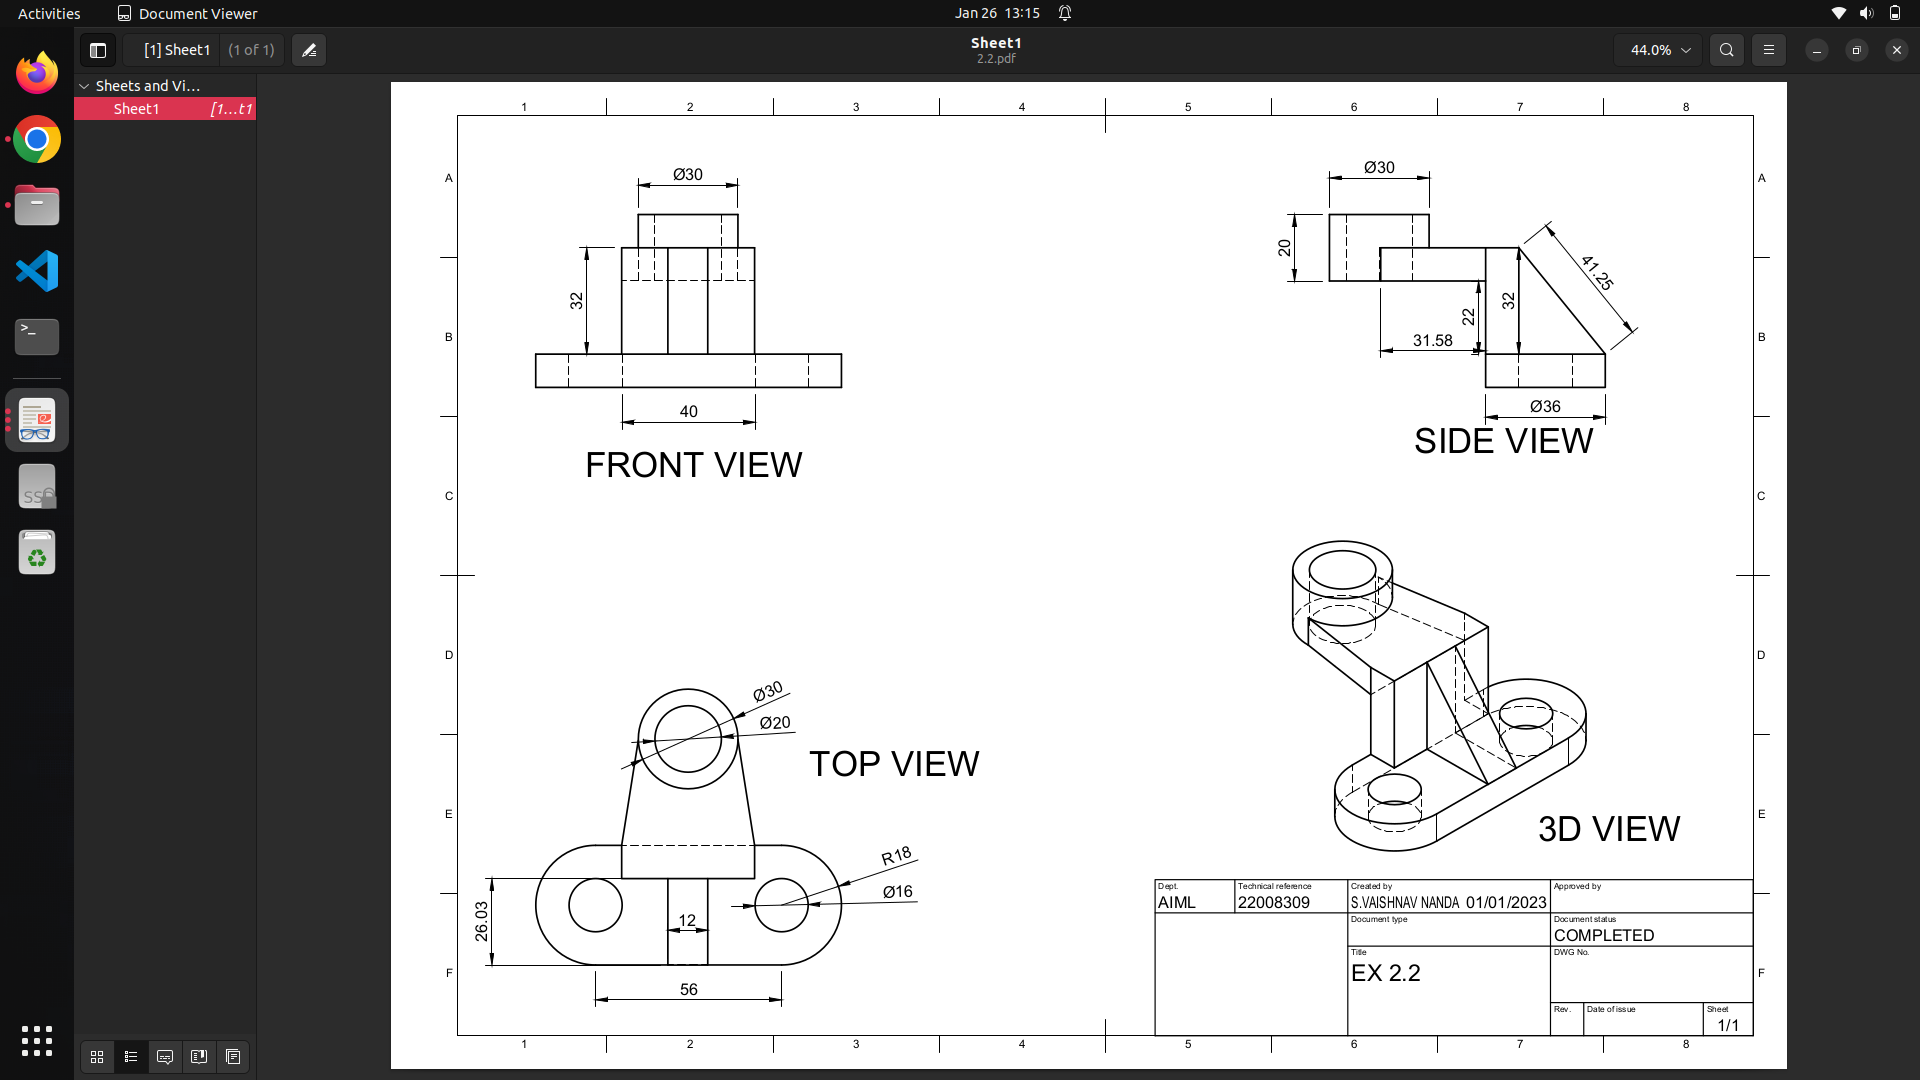 Activities
Document Viewer
Jan 26 13:15
[1] Sheet1
(1 of 1)
Sheet1
2.2.pdf
44.0%
Sheets and Vi...
Sheet1 [1...t1
1 2 3 4 5 6 7 8
A A
B B
C C
D D
E E
F F
Ø30
32
40
FRONT VIEW
Ø30
20
41.25
32
22
31.58
Ø36
SIDE VIEW
Ø30
Ø20
TOP VIEW
R18
Ø16
26.03
12
56
3D VIEW
Dept.
AIML
Technical reference
22008309
Created by
S.VAISHNAV NANDA 01/01/2023
Approved by
Document type
Document status
COMPLETED
Title
EX 2.2
DWG No.
Rev.
Date of issue
Sheet
1/1
1 2 3 4 5 6 7 8
>_
SS